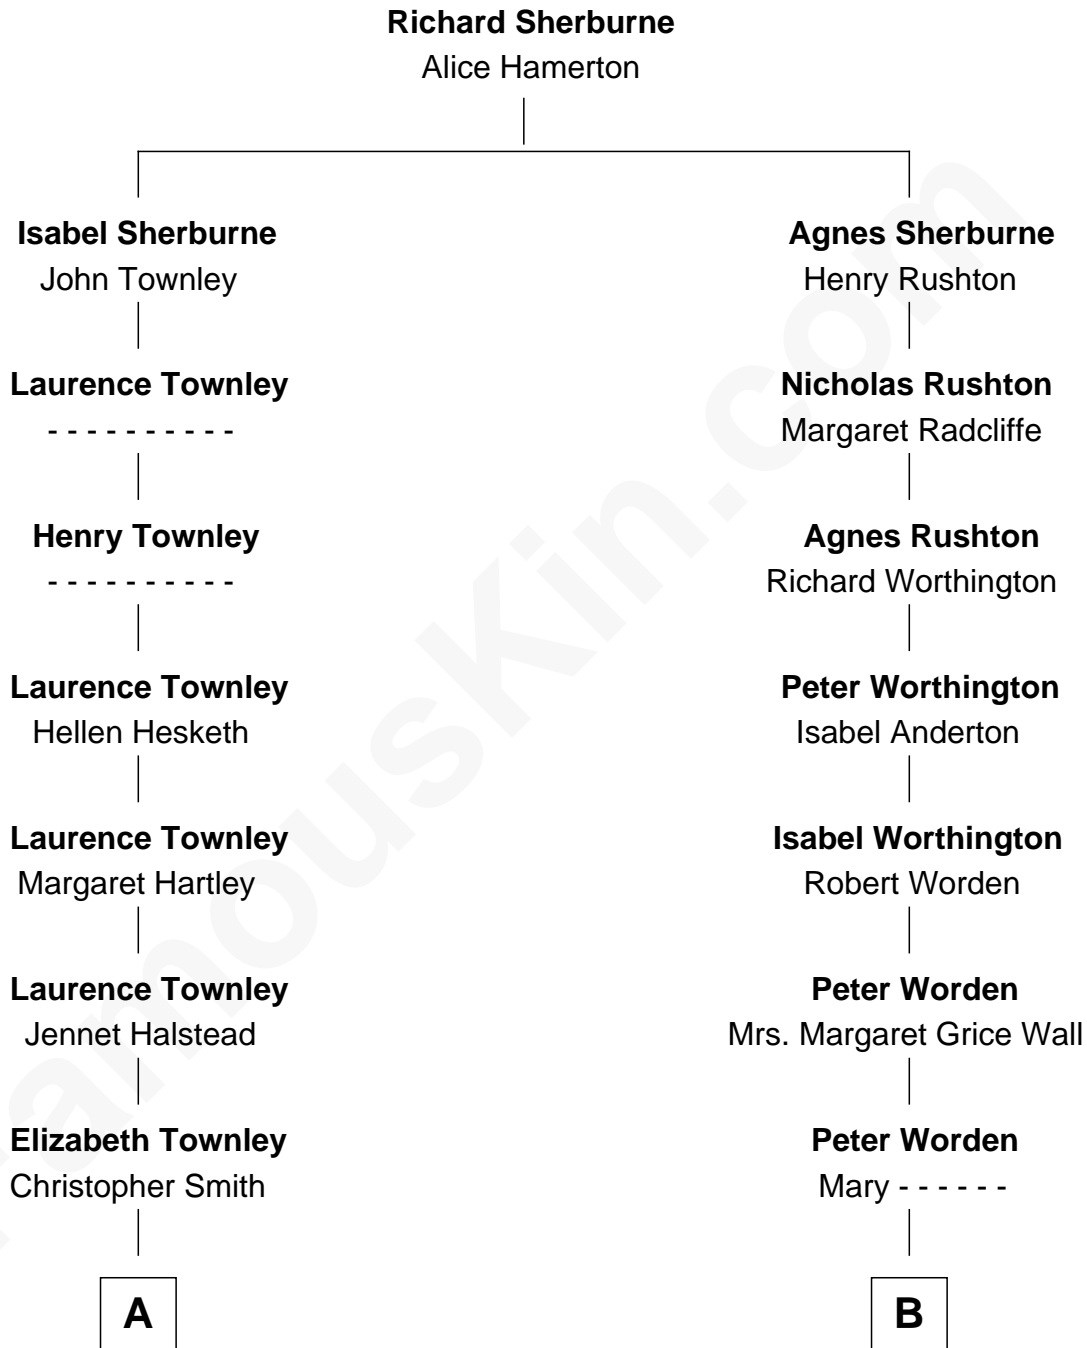 Richard Sherburne
Alice Hamerton
Isabel Sherburne
John Townley
Agnes Sherburne
Henry Rushton
Laurence Townley
- - - - - - - - - -
Nicholas Rushton
Margaret Radcliffe
Henry Townley
- - - - - - - - - -
Agnes Rushton
Richard Worthington
Laurence Townley
Hellen Hesketh
Peter Worthington
Isabel Anderton
Laurence Townley
Margaret Hartley
Isabel Worthington
Robert Worden
Laurence Townley
Jennet Halstead
Peter Worden
Mrs. Margaret Grice Wall
Elizabeth Townley
Christopher Smith
Peter Worden
Mary - - - - - -
A
B
FamousKin.com